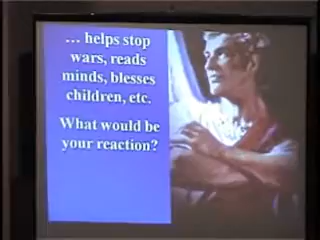 ... helps stop
wars, reads
minds, blesses
children, etc.
What would be
your reaction?